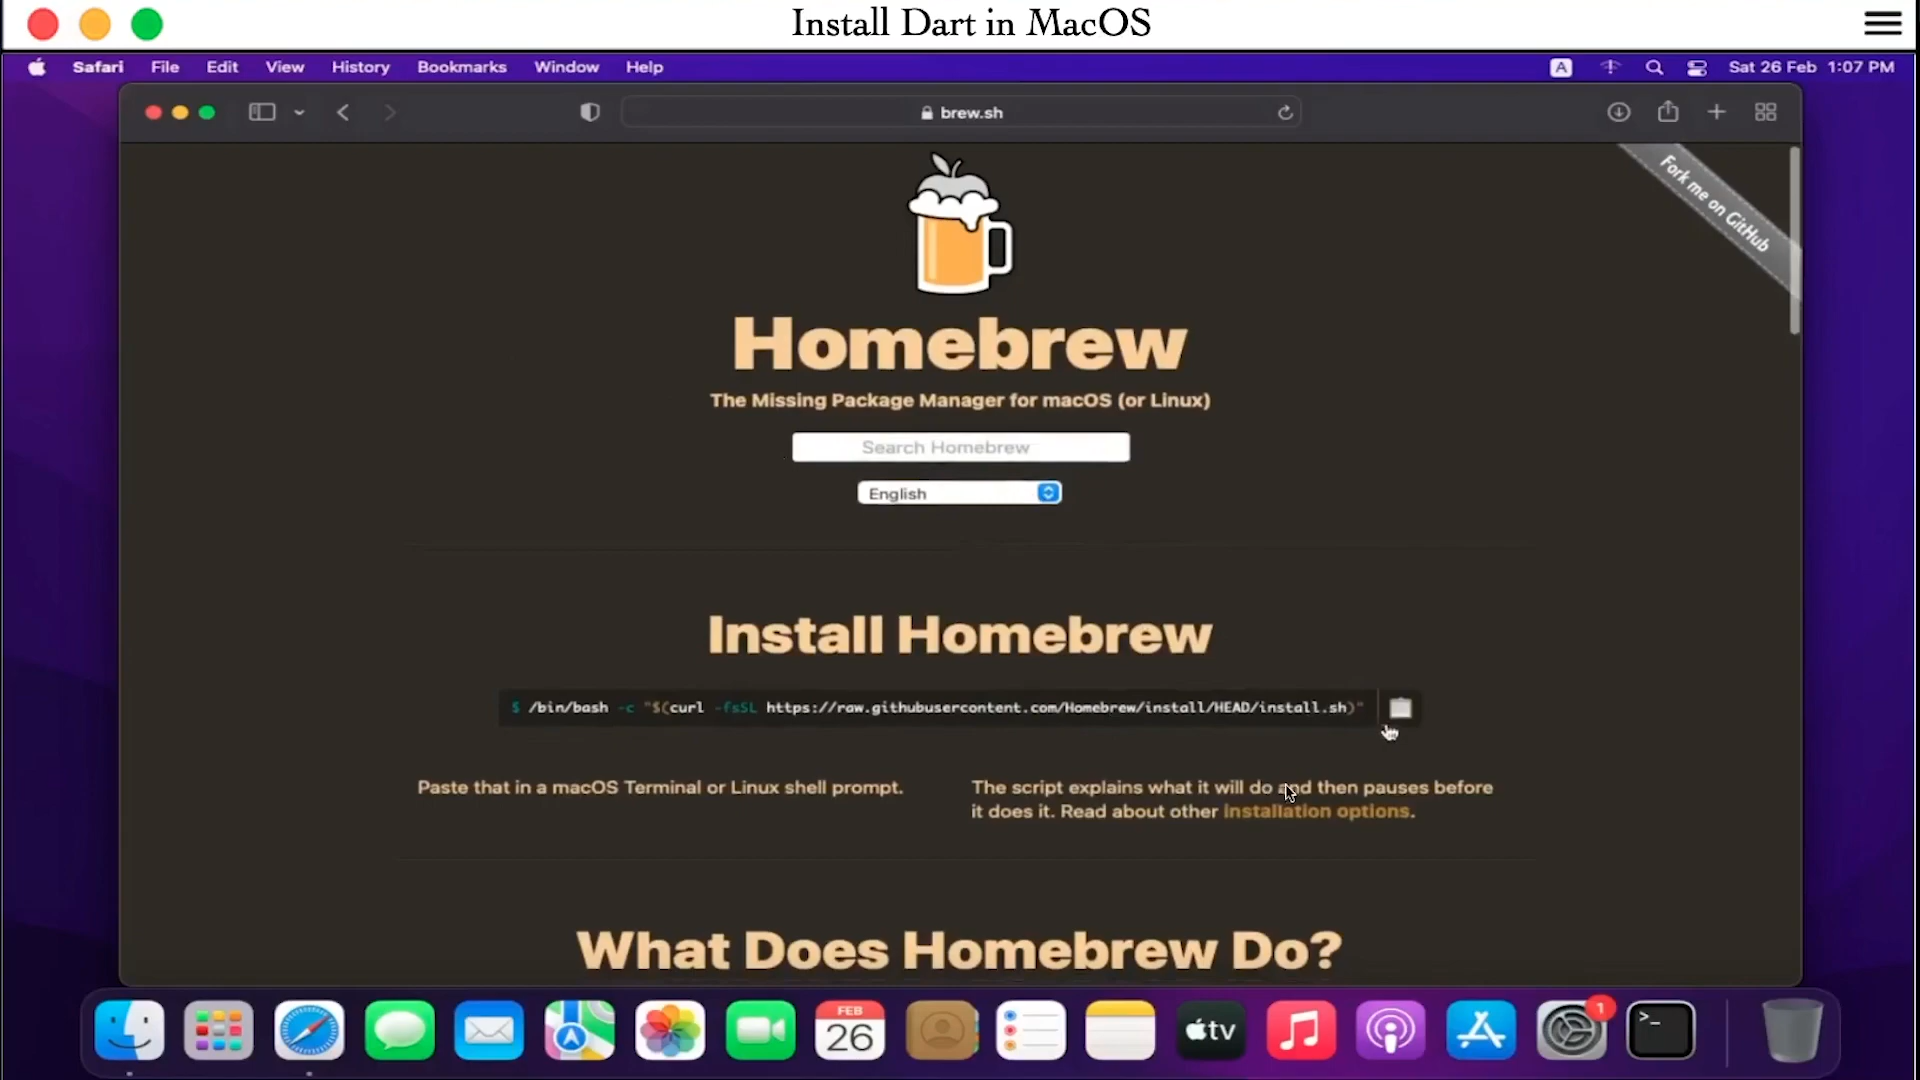 Install Dart in MacOS
Safari File Edit View History Bookmarks Window Help A Sat 26 Feb 1:07 PM
brew.sh
Fork me on GitHub
Homebrew
The Missing Package Manager for macOS (or Linux)
Search Homebrew
English
Install Homebrew
$ /bin/bash -c "$(curl -fsSL https://raw.githubusercontent.com/Homebrew/install/HEAD/install.sh)"
Paste that in a macOS Terminal or Linux shell prompt.
The script explains what it will do and then pauses before
it does it. Read about other installation options.
What Does Homebrew Do?
FEB
26
tv
1
>_